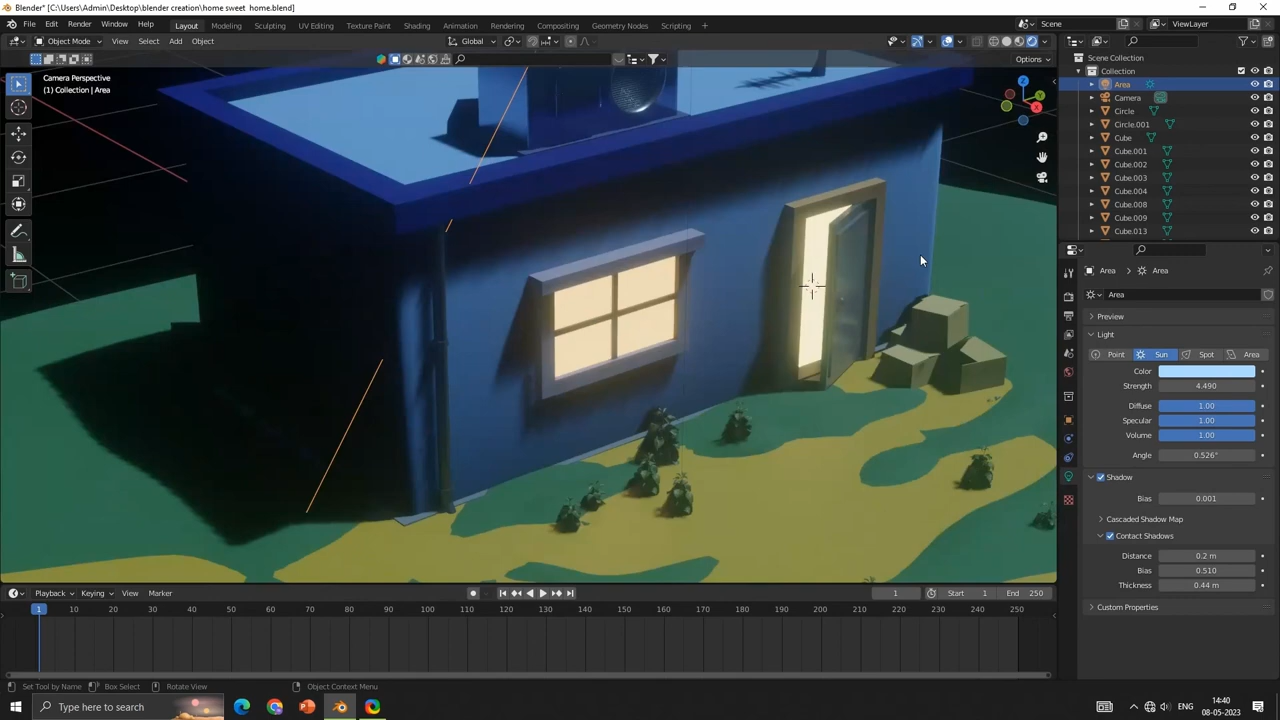 Blender* [C:\Users\Admin\Desktop\blender creation\home sweet  home.blend]
File Edit Render Window Help Layout Modeling Sculpting UV Editing Texture Paint Shading Animation Rendering Compositing Geometry Nodes Scripting Scene ViewLayer
Object Mode View Select Add Object Global
Options
Camera Perspective
(1) Collection | Area
Scene Collection
Collection
Area
Camera
Circle
Circle.001
Cube
Cube.001
Cube.002
Cube.003
Cube.004
Cube.008
Cube.009
Cube.013
Area Area
Area
Preview
Light
Point Sun Spot Area
Color
Strength 4.490
Diffuse 1.00
Specular 1.00
Volume 1.00
Angle 0.526°
Shadow
Bias 0.001
Cascaded Shadow Map
Contact Shadows
Distance 0.2 m
Bias 0.510
Thickness 0.44 m
Custom Properties
Playback Keying View Marker 1 Start 1 End 250
1 10 20 30 40 50 60 70 80 90 100 110 120 130 140 150 160 170 180 190 200 210 220 230 240 250
Set Tool by Name Box Select Rotate View Object Context Menu
Type here to search
ENG
14:40
08-05-2023